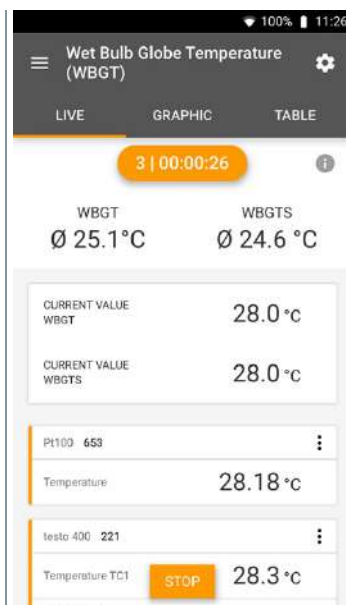 100% 11:26
Wet Bulb Globe Temperature
(WBGT)
LIVE GRAPHIC TABLE
3 | 00:00:26
WBGT WBGTS
Ø 25.1°C Ø 24.6 °C
CURRENT VALUE
WBGT
28.0 °C
CURRENT VALUE
WBGTS
28.0 °C
Pt100 653
Temperature 28.18 °C
testo 400 221
Temperature TC1 STOP 28.3 °C